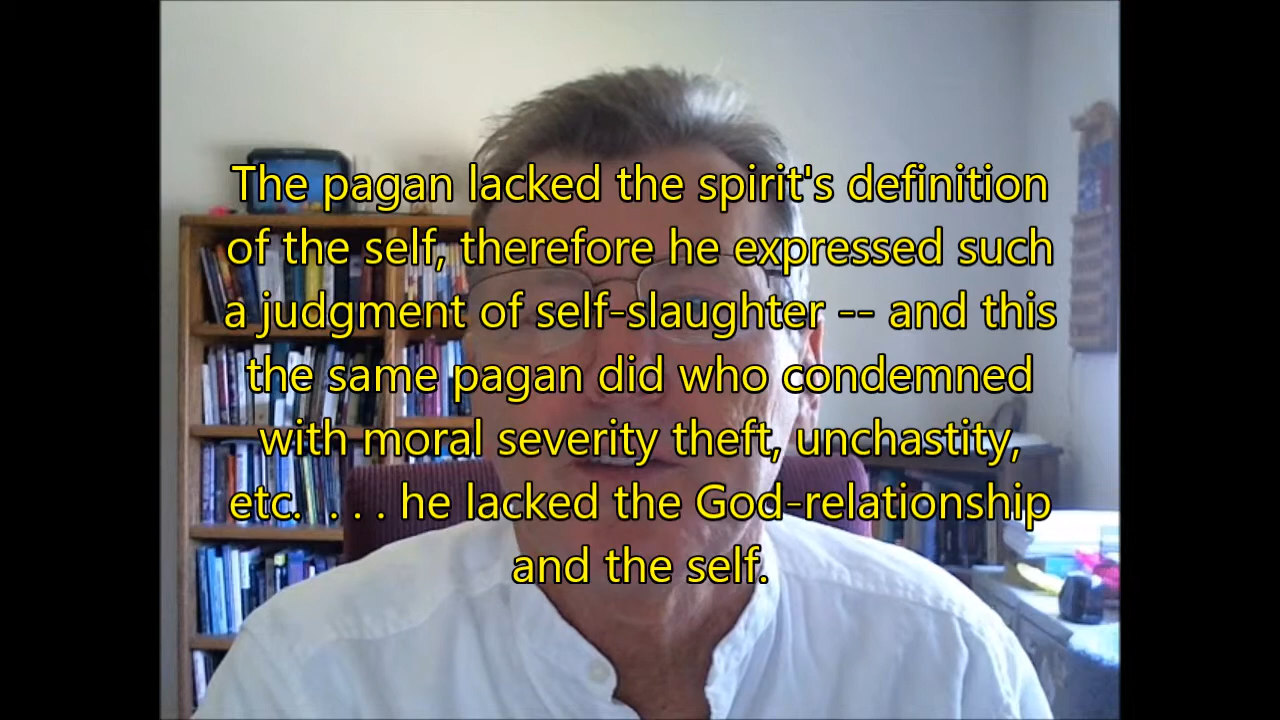 The pagan lacked the spirit's definition
of the self, therefore he expressed such
a judgment of self-slaughter -- and this
the same pagan did who condemned
with moral severity theft, unchastity,
etc. . . . he lacked the God-relationship
and the self.